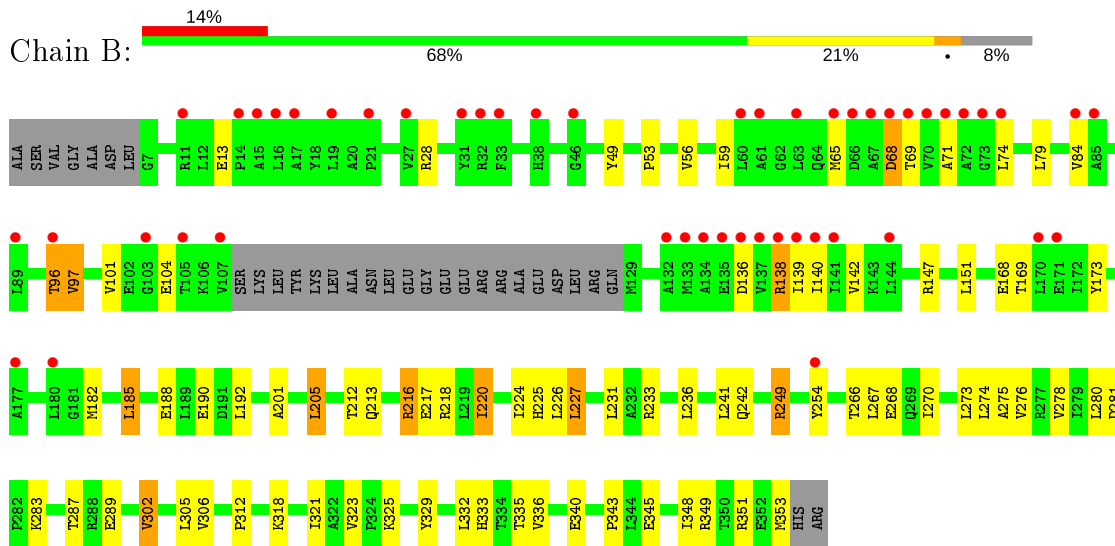 14%
Chain B:
68% 21% • 8%
ALA SER VAL GLY ALA ASP LEU G7 R11 L12 E13 P14 A15 L16 A17 Y18 L19 A20 P21 V27 R28 Y31 R32 F33 H38 G46 Y49 P53 V56 I59 L60 A61 G62 L63 Q64 M65 D66 A67 D68 T69 V70 A71 A72 G73 L74 L79 V84 A85
L89 T96 V97 V101 E102 G103 E104 T105 K106 V107 SER LYS LEU TYR LYS LEU ALA ASN LEU GLU GLY GLU GLU ARG ARG ALA GLU ASP LEU ARG GLN M129 A132 M133 A134 E135 D136 V137 R138 I139 I140 I141 V142 K143 L144 R147 L151 E168 T169 L170 E171 I172 Y173
A177 L180 G181 M182 L185 E188 L189 E190 D191 L192 A201 L205 T212 Q213 R216 E217 R218 L219 T220 I224 H225 L226 L227 L231 A232 R233 L236 L241 Q242 R249 Y254 T266 L267 E268 Q269 I270 L273 L274 A275 V276 R277 V278 I279 L280 D281
P282 K283 T287 R288 E289 V302 L305 V306 P312 K318 I321 A322 V323 P324 K325 Y329 L332 H333 T334 T335 V336 E340 P343 L344 E345 I348 R349 T350 R351 E352 M353 HIS ARG